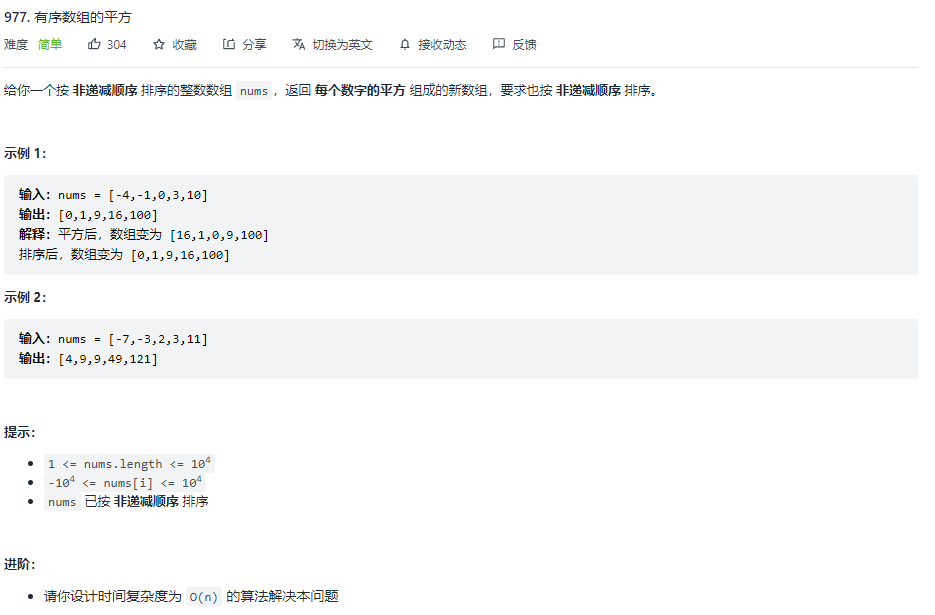 977. 有序数组的平方
难度 简单 304 收藏 分享 切换为英文 接收动态 反馈
给你一个按 非递减顺序 排序的整数数组 nums，返回 每个数字的平方 组成的新数组，要求也按 非递减顺序 排序。
示例 1：
输入：nums = [-4,-1,0,3,10]
输出：[0,1,9,16,100]
解释：平方后，数组变为 [16,1,0,9,100]
排序后，数组变为 [0,1,9,16,100]
示例 2：
输入：nums = [-7,-3,2,3,11]
输出：[4,9,9,49,121]
提示：
1 <= nums.length <= 10⁴
-10⁴ <= nums[i] <= 10⁴
nums 已按 非递减顺序 排序
进阶：
请你设计时间复杂度为 O(n) 的算法解决本问题